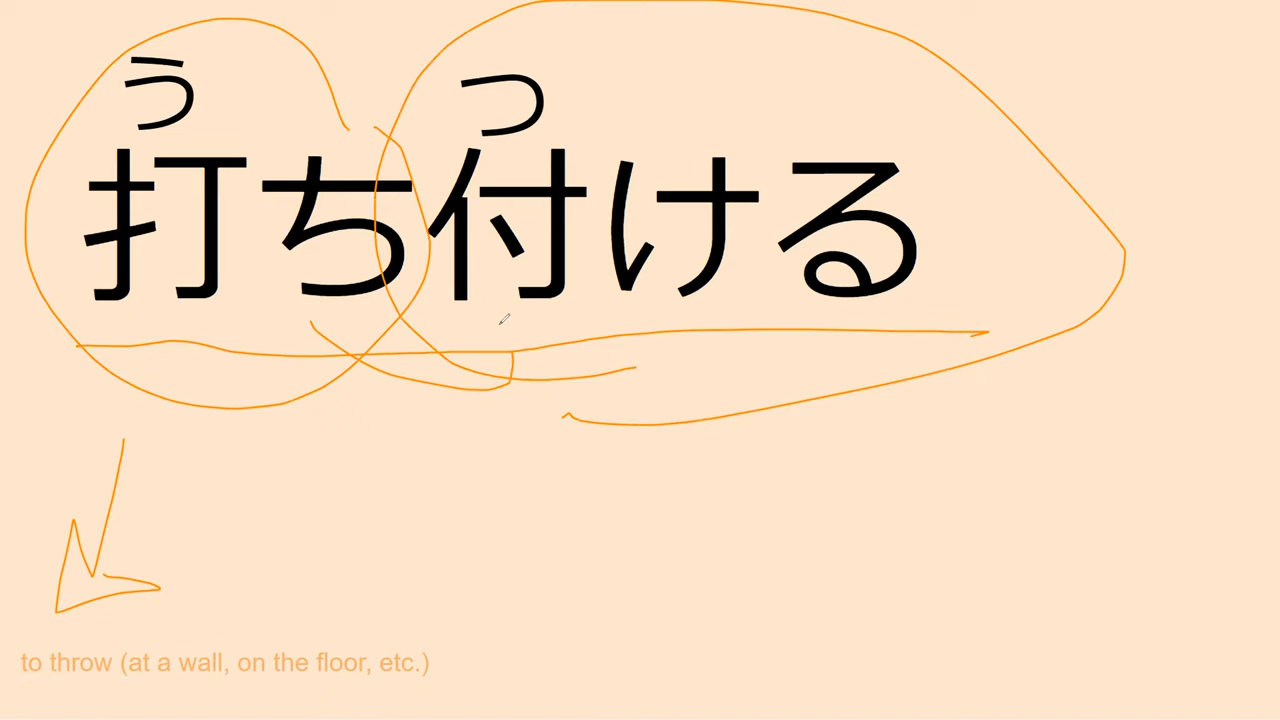 う つ
打ち付ける
to throw (at a wall, on the floor, etc.)